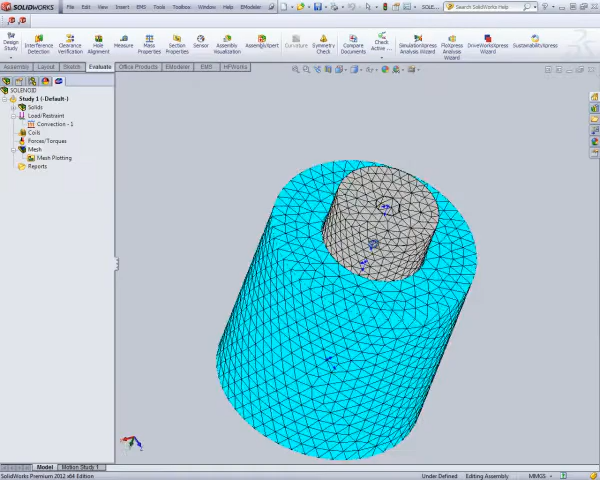 SOLIDWORKS File Edit View Insert EMS Tools Toolbox Window Help EModeler SOLE... Search SolidWorks Help
Design Study Interference Detection Clearance Verification Hole Alignment Measure Mass Properties Section Properties Sensor Assembly Visualization AssemblyXpert Curvature Symmetry Check Compare Documents Check Active ... SimulationXpress Analysis Wizard FloXpress Analysis Wizard DriveWorksXpress Wizard SustainabilityXpress
Assembly Layout Sketch Evaluate Office Products EModeler EMS HFWorks
SOLENOID
Study 1 (-Default-)
Solids
Load/Restraint
Convection - 1
Coils
Forces/Torques
Mesh
Mesh Plotting
Reports
Model Motion Study 1
SolidWorks Premium 2012 x64 Edition Under Defined Editing Assembly MMGS